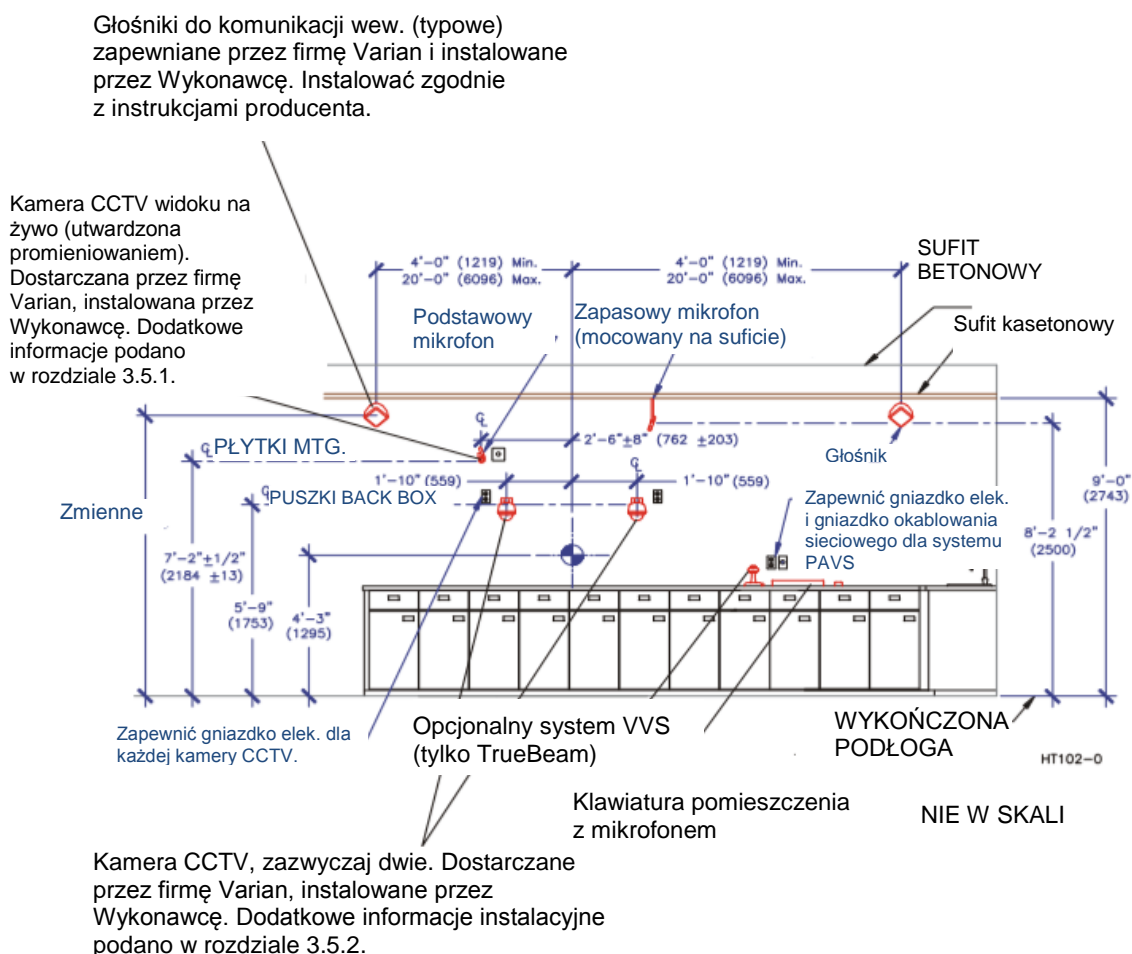 Głośniki do komunikacji wew. (typowe)
zapewniane przez firmę Varian i instalowane
przez Wykonawcę. Instalować zgodnie
z instrukcjami producenta.
Kamera CCTV widoku na
żywo (utwardzona
promieniowaniem).
Dostarczana przez firmę
Varian, instalowana przez
Wykonawcę. Dodatkowe
informacje podano
w rozdziale 3.5.1.
4'-0" (1219) Min.
20'-0" (6096) Max.
4'-0" (1219) Min.
20'-0" (6096) Max.
SUFIT
BETONOWY
Sufit kasetonowy
Podstawowy
mikrofon
Zapasowy mikrofon
(mocowany na suficie)
℄
2'-6"±8" (762 ±203)
℄ PŁYTKI MTG.
Głośnik
℄
1'-10" (559)
1'-10" (559)
℄ PUSZKI BACK BOX
Zmienne
Zapewnić gniazdko elek.
i gniazdko okablowania
sieciowego dla systemu
PAVS
9'-0"
(2743)
8'-2 1/2"
(2500)
7'-2"±1/2"
(2184 ±13)
5'-9"
(1753)
4'-3"
(1295)
Zapewnić gniazdko elek. dla
każdej kamery CCTV.
Opcjonalny system VVS
(tylko TrueBeam)
WYKOŃCZONA
PODŁOGA
HT102-0
Klawiatura pomieszczenia
z mikrofonem
NIE W SKALI
Kamera CCTV, zazwyczaj dwie. Dostarczane
przez firmę Varian, instalowane przez
Wykonawcę. Dodatkowe informacje instalacyjne
podano w rozdziale 3.5.2.